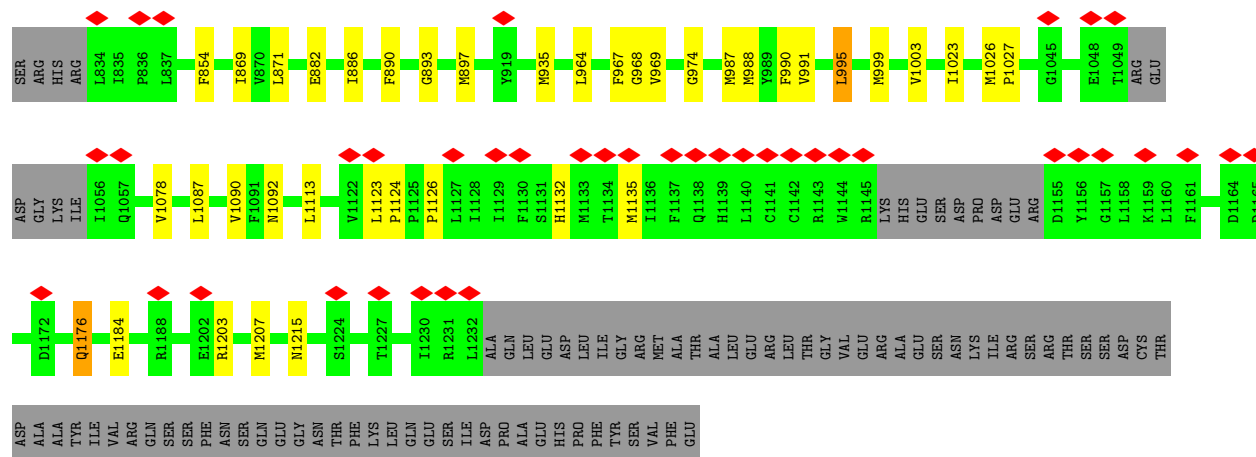 SER ARG HIS ARG L834 I835 P836 L837 F854 I869 V870 L871 E882 I886 F890 G893 M897 Y919 M935 L964 F967 G968 V969 G974 M987 M988 Y989 F990 V991 L995 M999 V1003 I1023 M1026 P1027 G1045 E1048 T1049 ARG GLU
ASP GLY LYS ILE I1056 Q1057 V1078 L1087 V1090 F1091 N1092 L1113 V1122 L1123 P1124 P1125 P1126 L1127 I1128 I1129 F1130 S1131 H1132 M1133 T1134 M1135 I1136 F1137 Q1138 H1139 L1140 C1141 C1142 R1143 W1144 R1145 LYS HIS GLU SER ASP PRO ASP GLU ARG D1155 Y1156 G1157 L1158 K1159 L1160 F1161 D1164
D1172 Q1176 E1184 R1188 E1202 R1203 M1207 N1215 S1224 T1227 I1230 R1231 L1232 ALA GLN LEU GLU ASP LEU ILE GLY ARG MET ALA THR ALA LEU GLU ARG LEU THR GLY VAL GLU ARG ALA GLU SER ASN LYS ILE ARG SER ARG THR SER SER ASP CYS THR
ASP ALA ALA TYR ILE VAL ARG GLN SER SER PHE ASN SER GLN GLU GLY ASN THR PHE LYS LEU GLN GLU SER ILE ASP PRO ALA GLU HIS PRO PHE TYR SER VAL PHE GLU